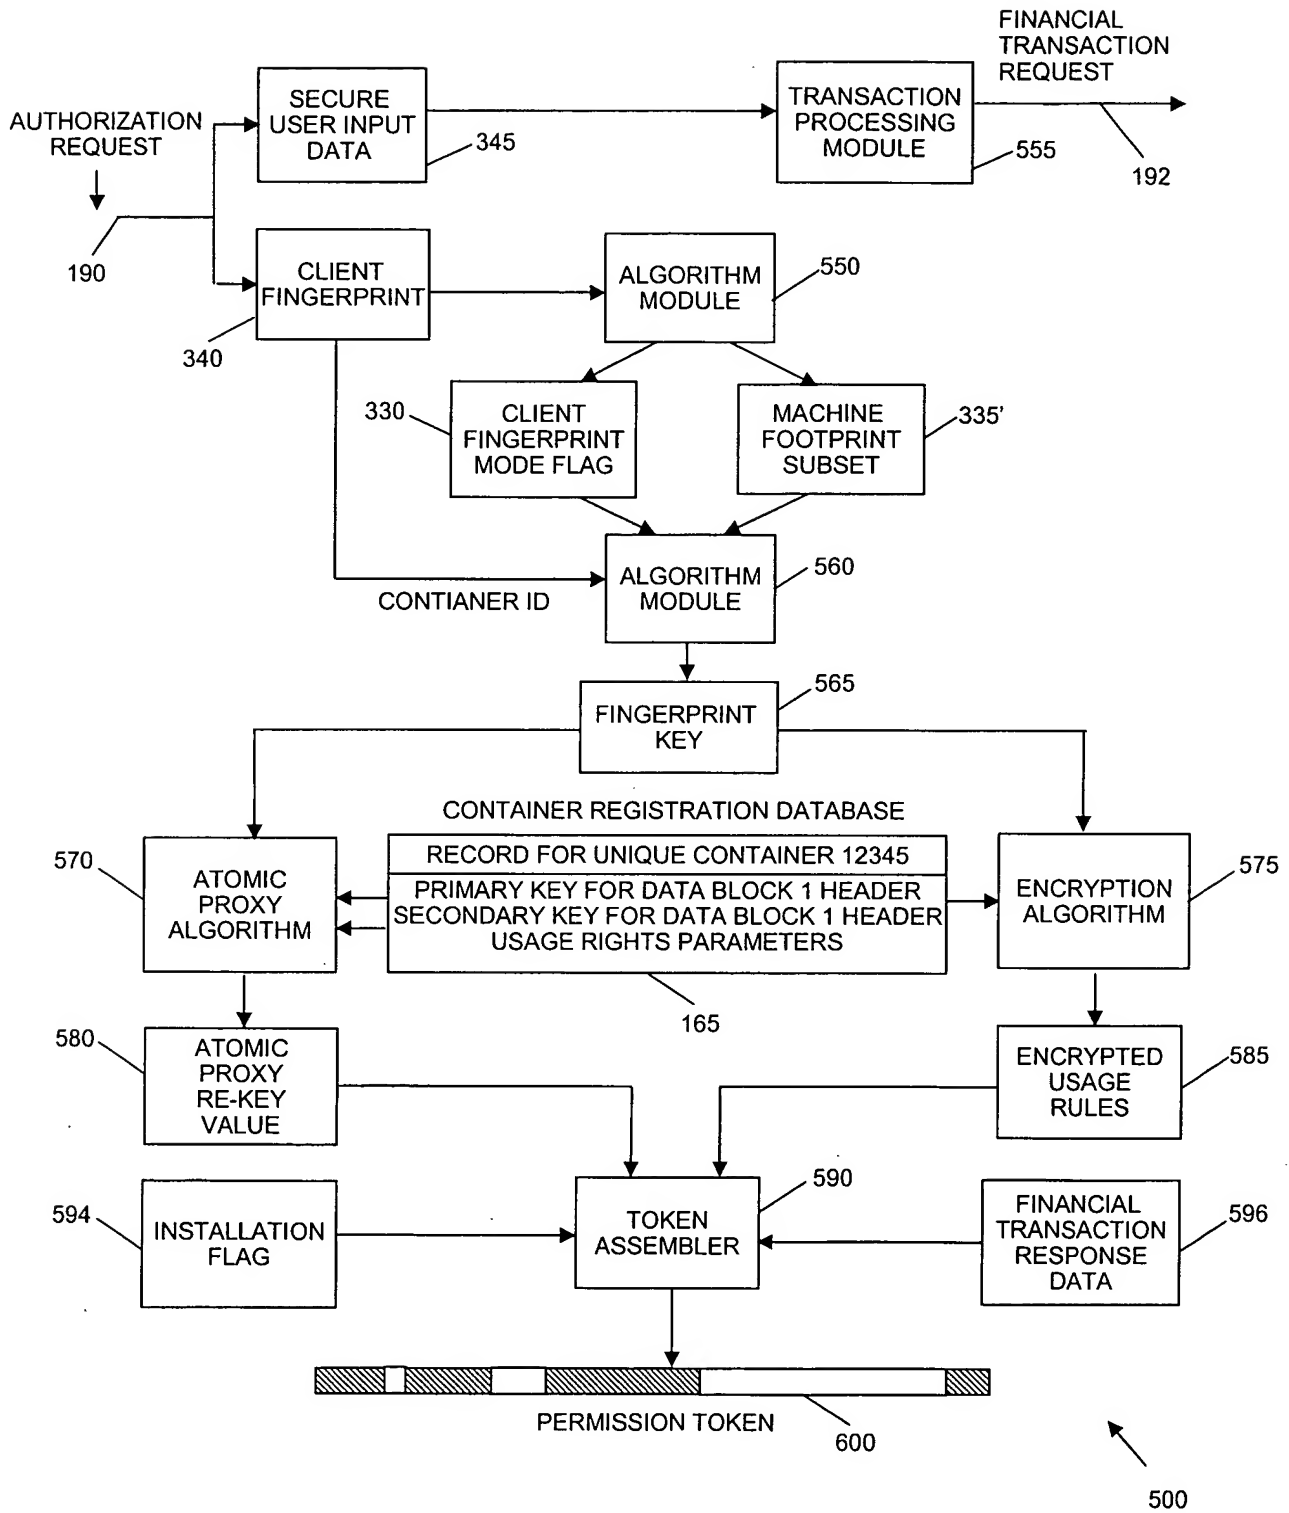 FINANCIAL
TRANSACTION
REQUEST
AUTHORIZATION
REQUEST
190
SECURE
USER INPUT
DATA
345
TRANSACTION
PROCESSING
MODULE
555
192
CLIENT
FINGERPRINT
340
ALGORITHM
MODULE
550
330
CLIENT
FINGERPRINT
MODE FLAG
MACHINE
FOOTPRINT
SUBSET
335'
ALGORITHM
MODULE
560
CONTIANER ID
FINGERPRINT
KEY
565
CONTAINER REGISTRATION DATABASE
RECORD FOR UNIQUE CONTAINER 12345
PRIMARY KEY FOR DATA BLOCK 1 HEADER
SECONDARY KEY FOR DATA BLOCK 1 HEADER
USAGE RIGHTS PARAMETERS
165
570
ATOMIC
PROXY
ALGORITHM
ENCRYPTION
ALGORITHM
575
580
ATOMIC
PROXY
RE-KEY
VALUE
ENCRYPTED
USAGE
RULES
585
594
INSTALLATION
FLAG
TOKEN
ASSEMBLER
590
FINANCIAL
TRANSACTION
RESPONSE
DATA
596
PERMISSION TOKEN
600
500